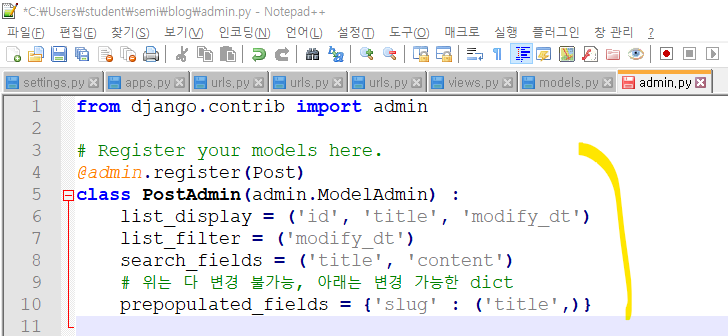 *C:₩Users₩student₩semi₩blog₩admin.py - Notepad++
파일(F) 편집(E) 찾기(S) 보기(V) 인코딩(N) 언어(L) 설정(T) 도구(O) 매크로 실행 플러그인 창 관리 ?
settings,py apps,py urls,py urls,py urls,py views,py models,py admin,py
1 from django.contrib import admin
2
3 # Register your models here.
4 @admin.register(Post)
5 class PostAdmin(admin.ModelAdmin) :
6 list_display = ('id', 'title', 'modify_dt')
7 list_filter = ('modify_dt')
8 search_fields = ('title', 'content')
9 # 위는 다 변경 불가능, 아래는 변경 가능한 dict
10 prepopulated_fields = {'slug' : ('title',)}
11